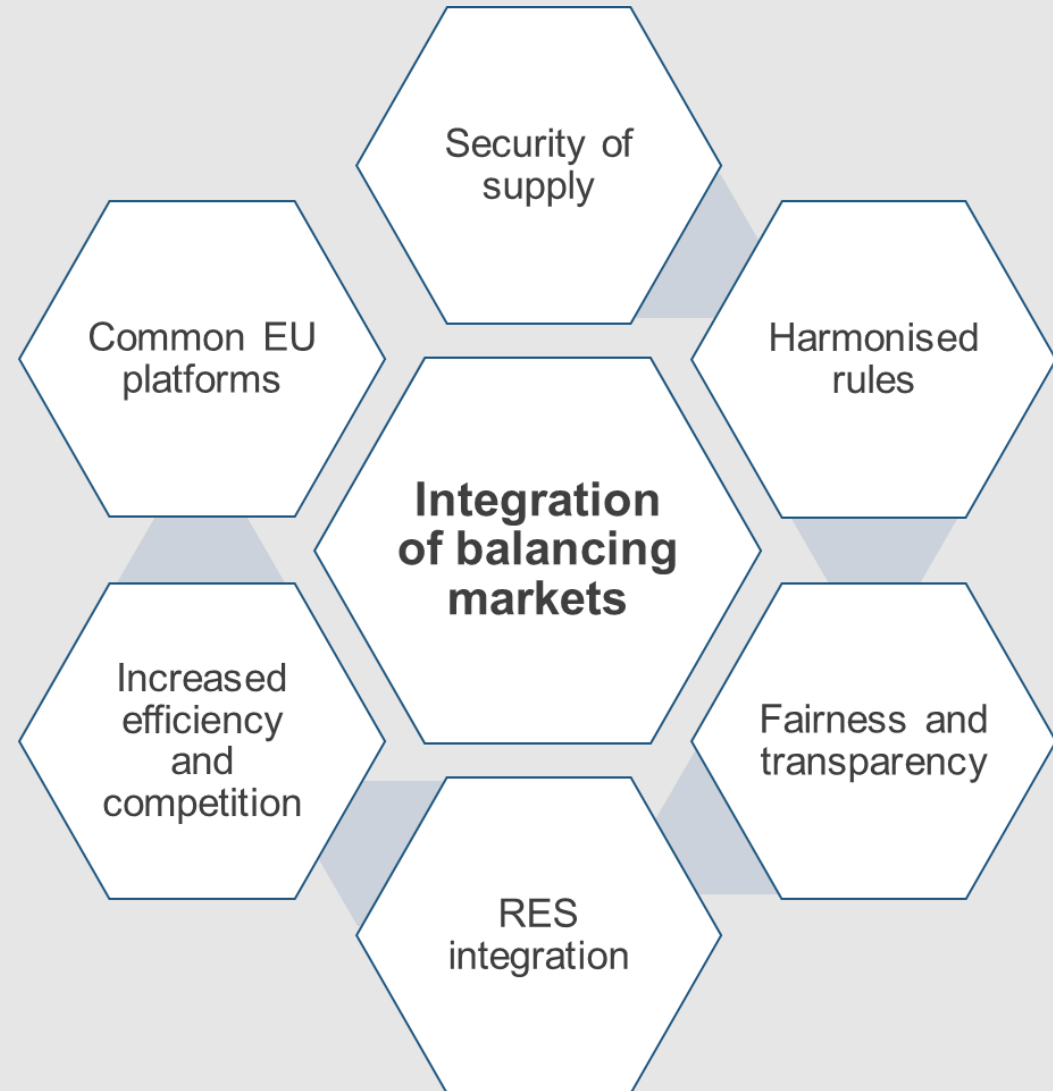 Security of
supply
Common EU
platforms
Harmonised
rules
Integration
of balancing
markets
Increased
efficiency
and
competition
Fairness and
transparency
RES
integration